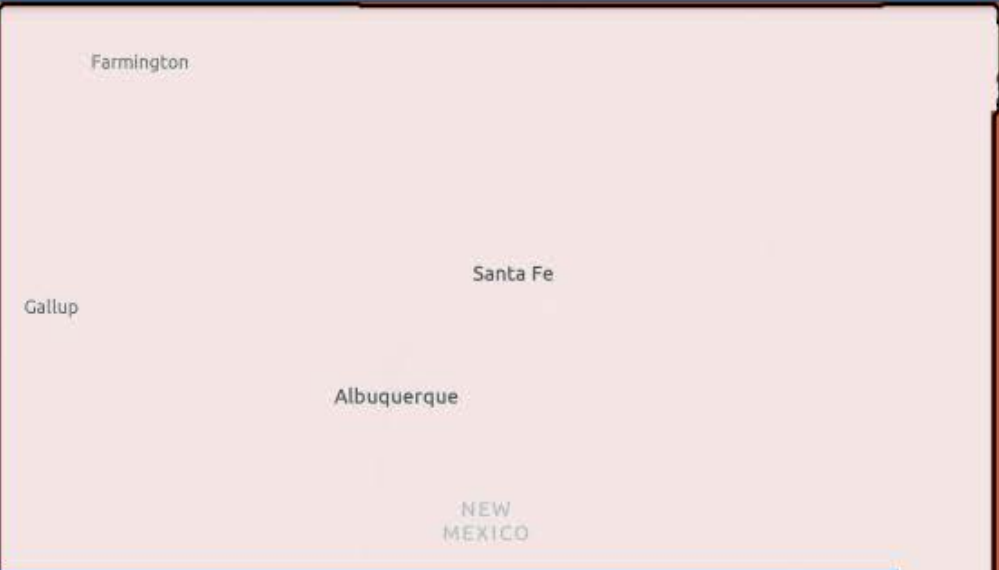 Farmington
Santa Fe
Gallup
Albuquerque
NEW
MEXICO